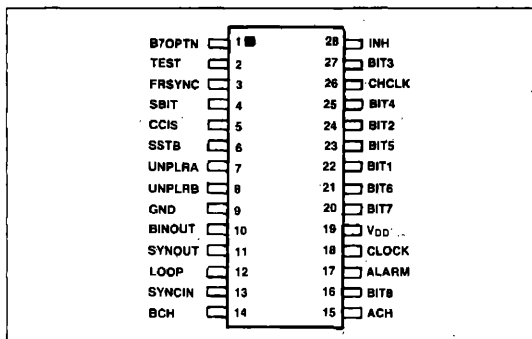 B7OPTN 1 28 INH
TEST 2 27 BIT3
FRSYNC 3 26 CHCLK
SBIT 4 25 BIT4
CCIS 5 24 BIT2
SSTB 6 23 BIT5
UNPLRA 7 22 BIT1
UNPLRB 8 21 BIT6
GND 9 20 BIT7
BINOUT 10 19 VDD
SYNOUT 11 18 CLOCK
LOOP 12 17 ALARM
SYNCIN 13 16 BIT8
BCH 14 15 ACH